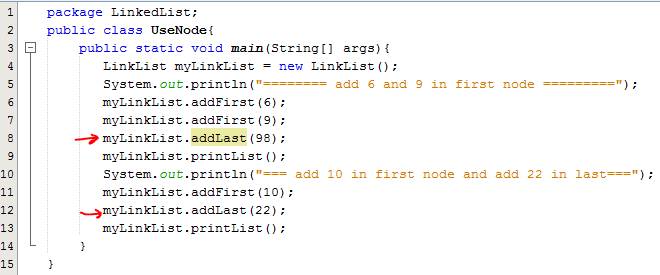 1 package LinkedList;
2 public class UseNode{
3 public static void main(String[] args){
4 LinkList myLinkList = new LinkList();
5 System.out.println("======== add 6 and 9 in first node =========");
6 myLinkList.addFirst(6);
7 myLinkList.addFirst(9);
8 myLinkList.addLast(98);
9 myLinkList.printList();
10 System.out.println("=== add 10 in first node and add 22 in last===");
11 myLinkList.addFirst(10);
12 myLinkList.addLast(22);
13 myLinkList.printList();
14 }
15 }